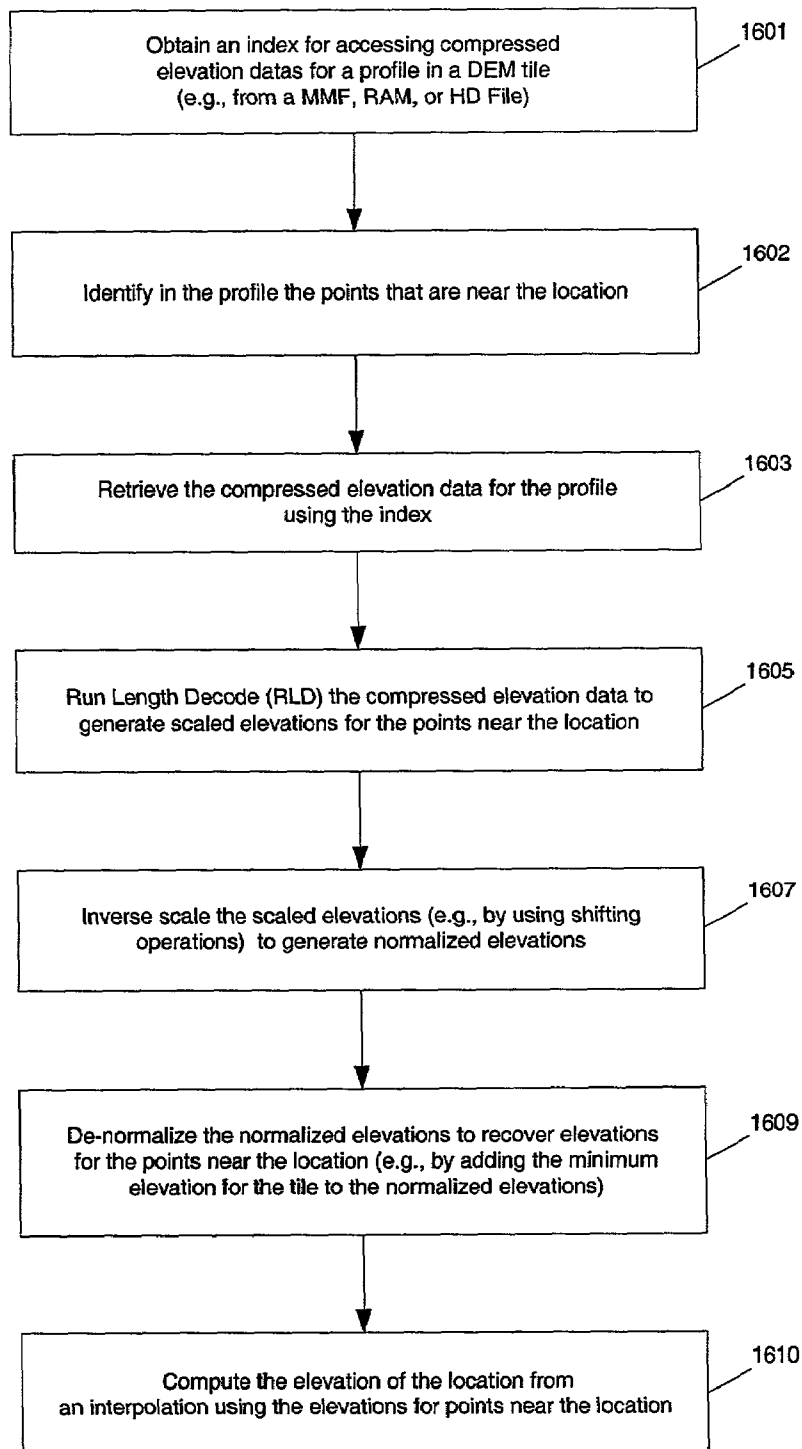 Obtain an index for accessing compressed
elevation datas for a profile in a DEM tile
(e.g., from a MMF, RAM, or HD File)
1601
Identify in the profile the points that are near the location
1602
Retrieve the compressed elevation data for the profile
using the index
1603
Run Length Decode (RLD) the compressed elevation data to
generate scaled elevations for the points near the location
1605
Inverse scale the scaled elevations (e.g., by using shifting
operations) to generate normalized elevations
1607
De-normalize the normalized elevations to recover elevations
for the points near the location (e.g., by adding the minimum
elevation for the tile to the normalized elevations)
1609
Compute the elevation of the location from
an interpolation using the elevations for points near the location
1610